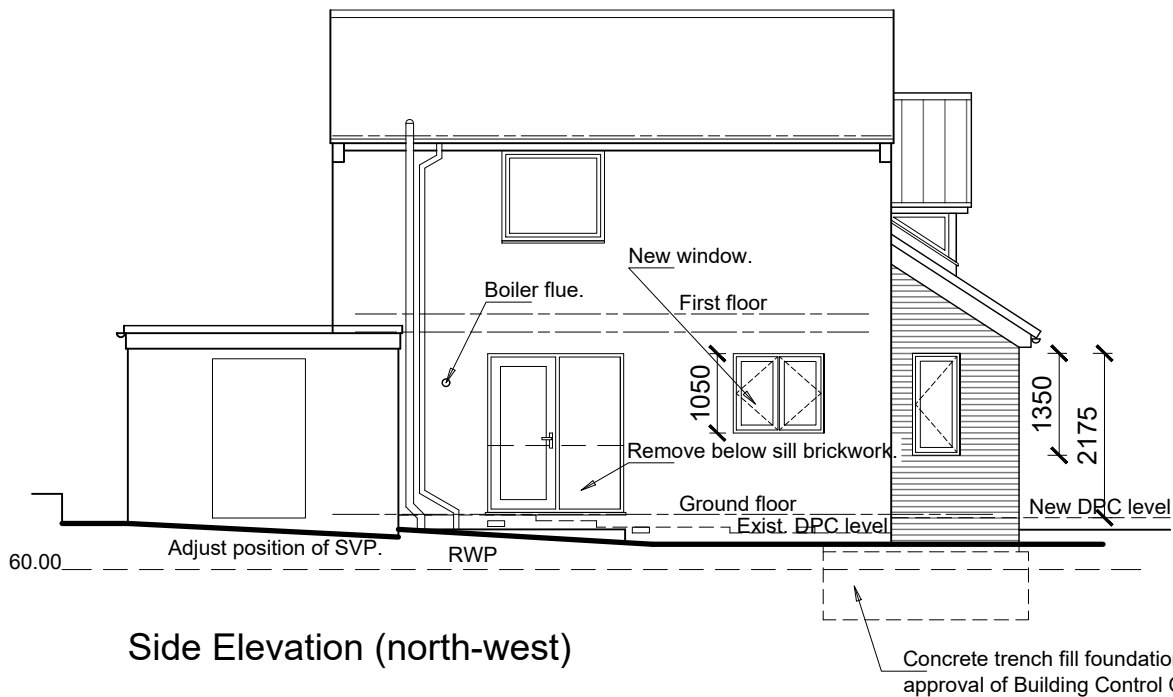 New window.
Boiler flue.
First floor
1050
1350
2175
Remove below sill brickwork.
Ground floor
New DPC level
Exist. DPC level
Adjust position of SVP.
RWP
60.00
Side Elevation (north-west)
Concrete trench fill
approval of Building Control